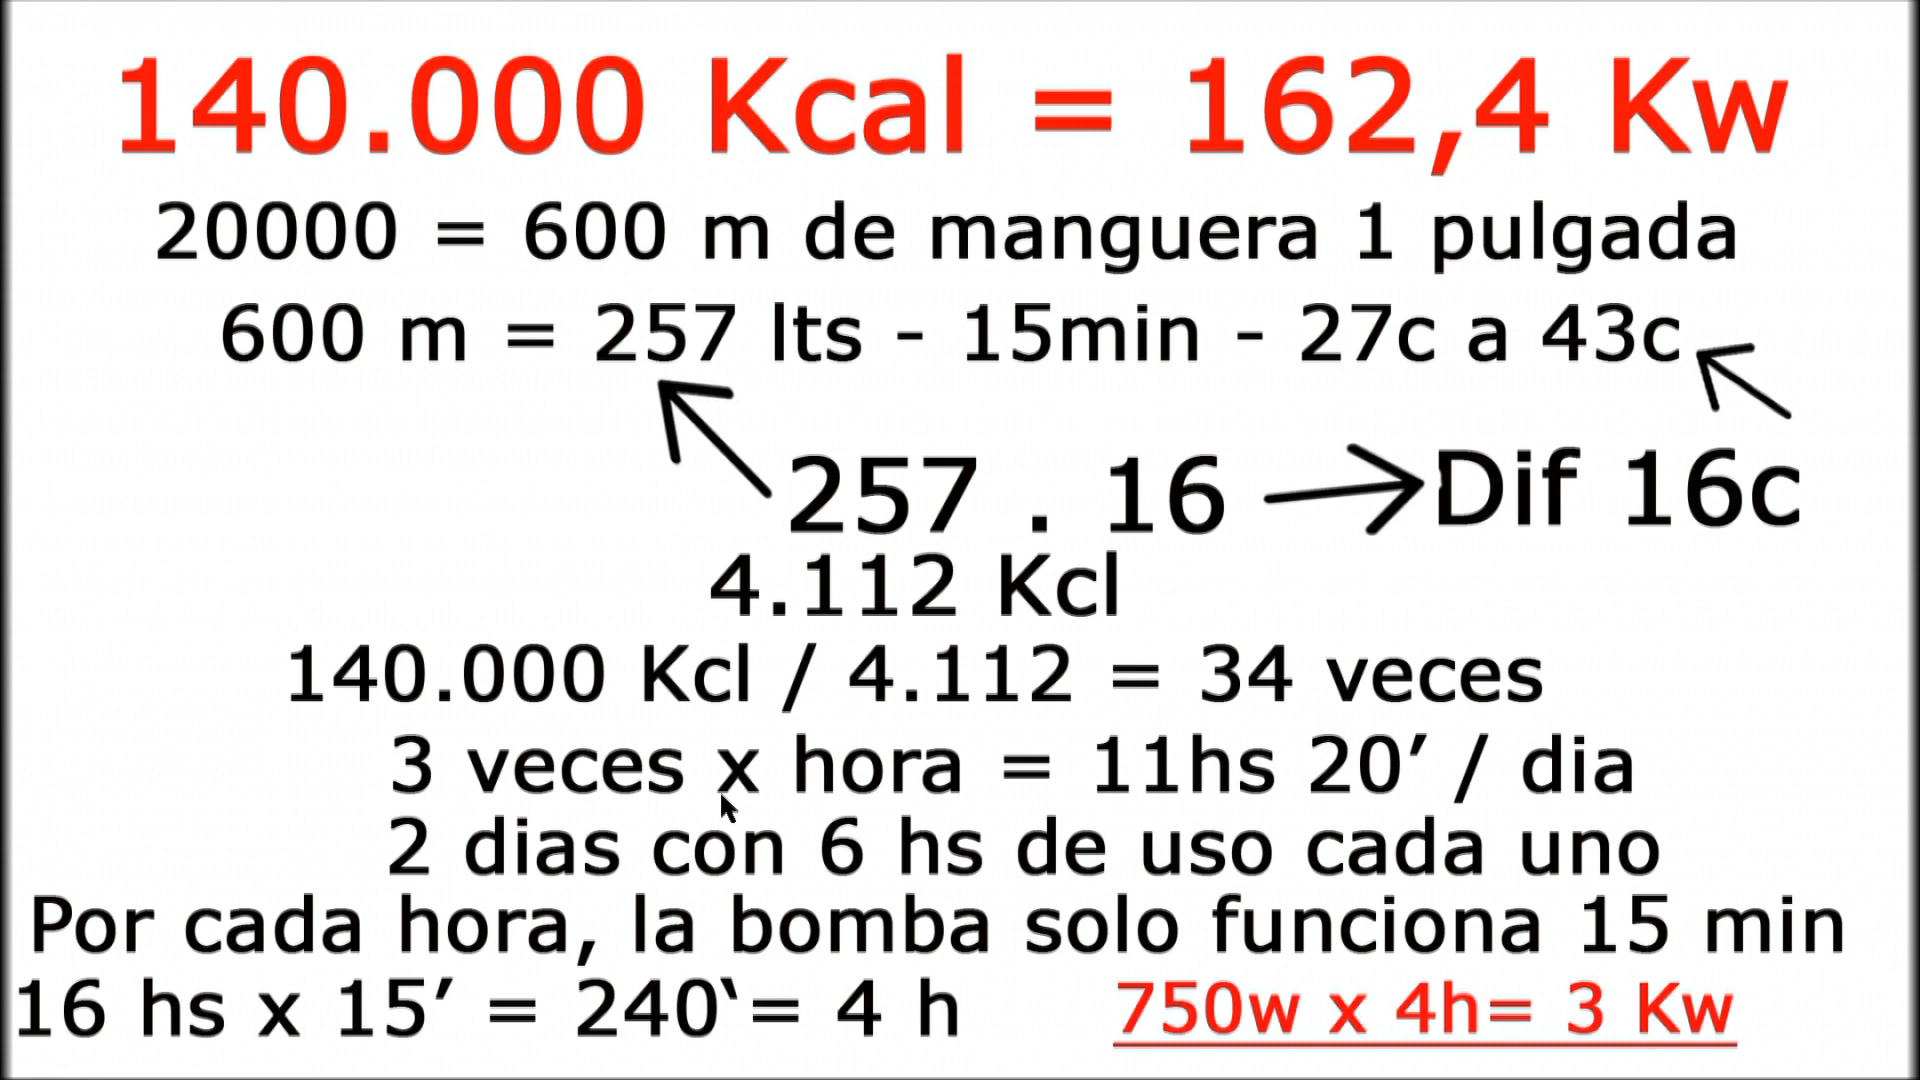 140.000 Kcal = 162,4 Kw
20000 = 600 m de manguera 1 pulgada
600 m = 257 lts - 15min - 27c a 43c
257 . 16 Dif 16c
4.112 Kcl
140.000 Kcl / 4.112 = 34 veces
3 veces x hora = 11hs 20’ / dia
2 dias con 6 hs de uso cada uno
Por cada hora, la bomba solo funciona 15 min
16 hs x 15’ = 240‘= 4 h 750w x 4h= 3 Kw